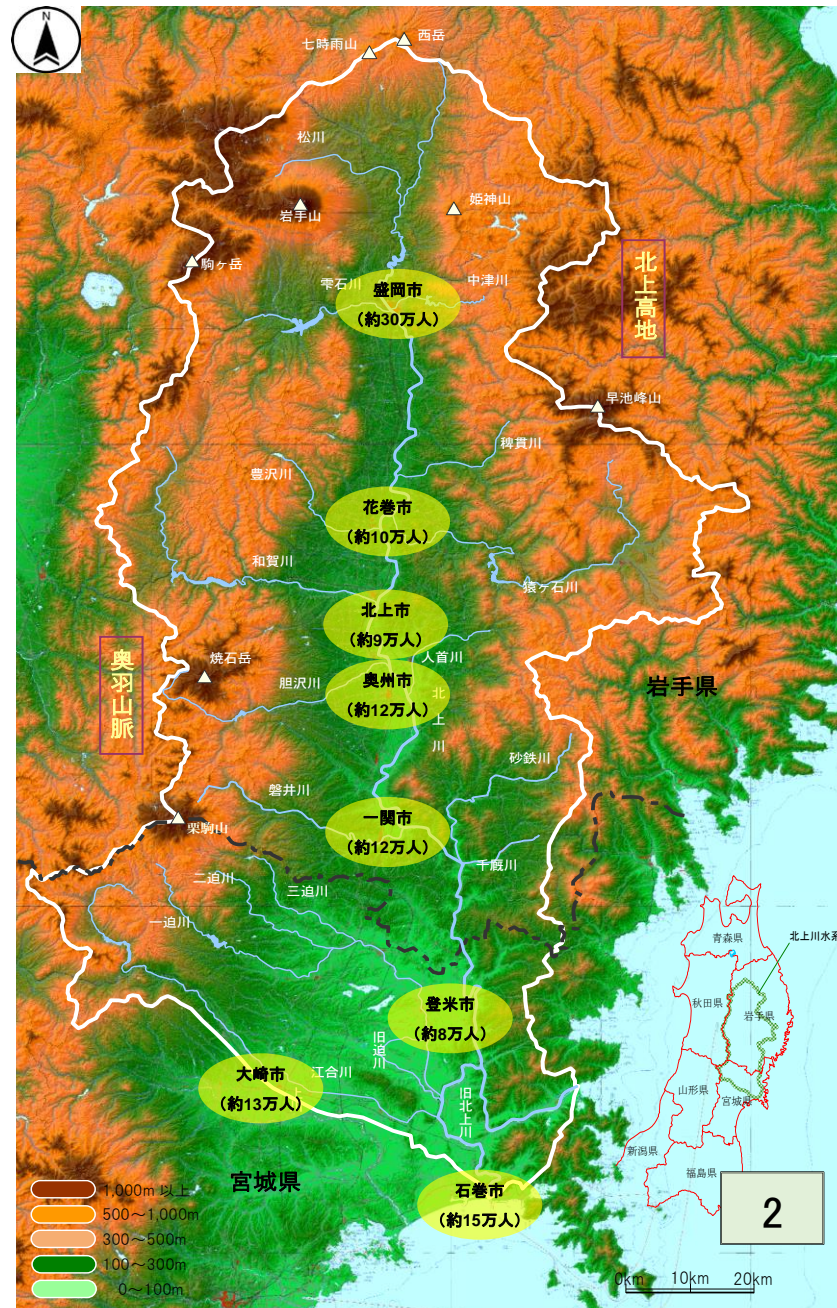 N
西岳
七時雨山
松川
岩手山
姫神山
駒ヶ岳
雫石川
中津川
盛岡市
(約30万人)
北上高地
早池峰山
稗貫川
豊沢川
花巻市
(約10万人)
和賀川
猿ヶ石川
北上市
(約9万人)
人首川
焼石岳
奥羽山脈
胆沢川
奥州市
(約12万人)
北上川
岩手県
砂鉄川
磐井川
一関市
(約12万人)
栗駒山
千厩川
二迫川
三迫川
一迫川
登米市
(約8万人)
旧迫川
大崎市
(約13万人)
江合川
旧北上川
宮城県
石巻市
(約15万人)
青森県
北上川水系
秋田県
岩手県
山形県
宮城県
新潟県
福島県
1,000m 以上
500～1,000m
300～500m
100～300m
0～100m
2
0km 10km 20km